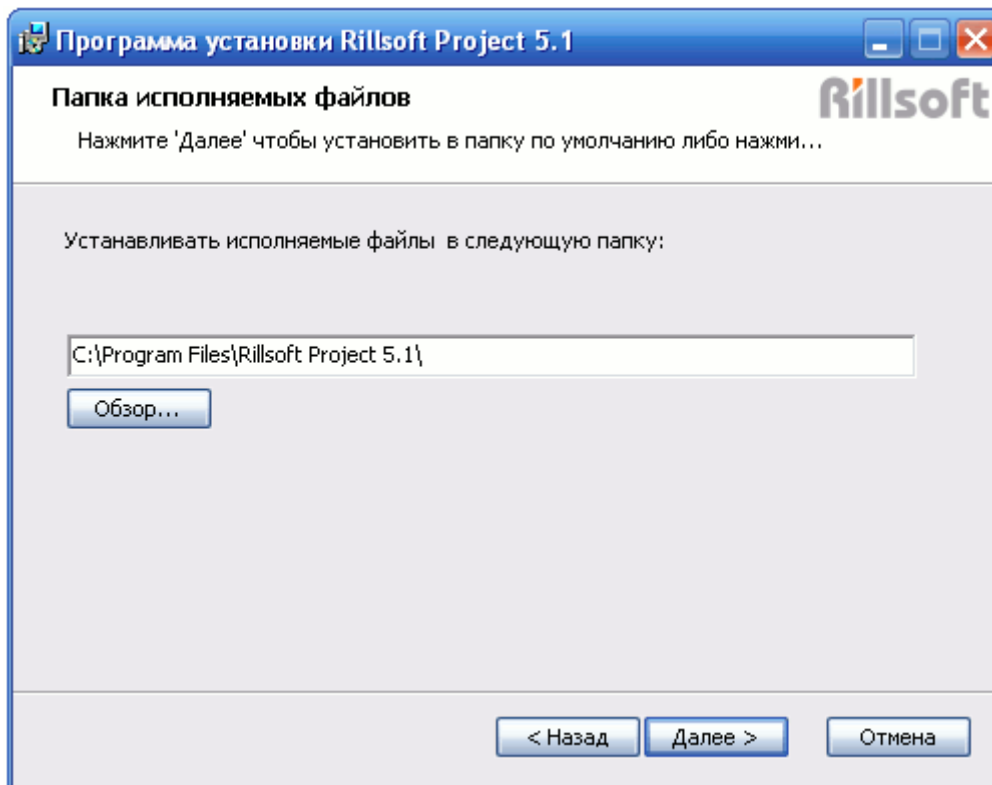 Программа установки Rillsoft Project 5.1
Папка исполняемых файлов
Rillsoft
Нажмите 'Далее' чтобы установить в папку по умолчанию либо нажми...
Устанавливать исполняемые файлы  в следующую папку:
C:\Program Files\Rillsoft Project 5.1\
Обзор...
< Назад
Далее >
Отмена